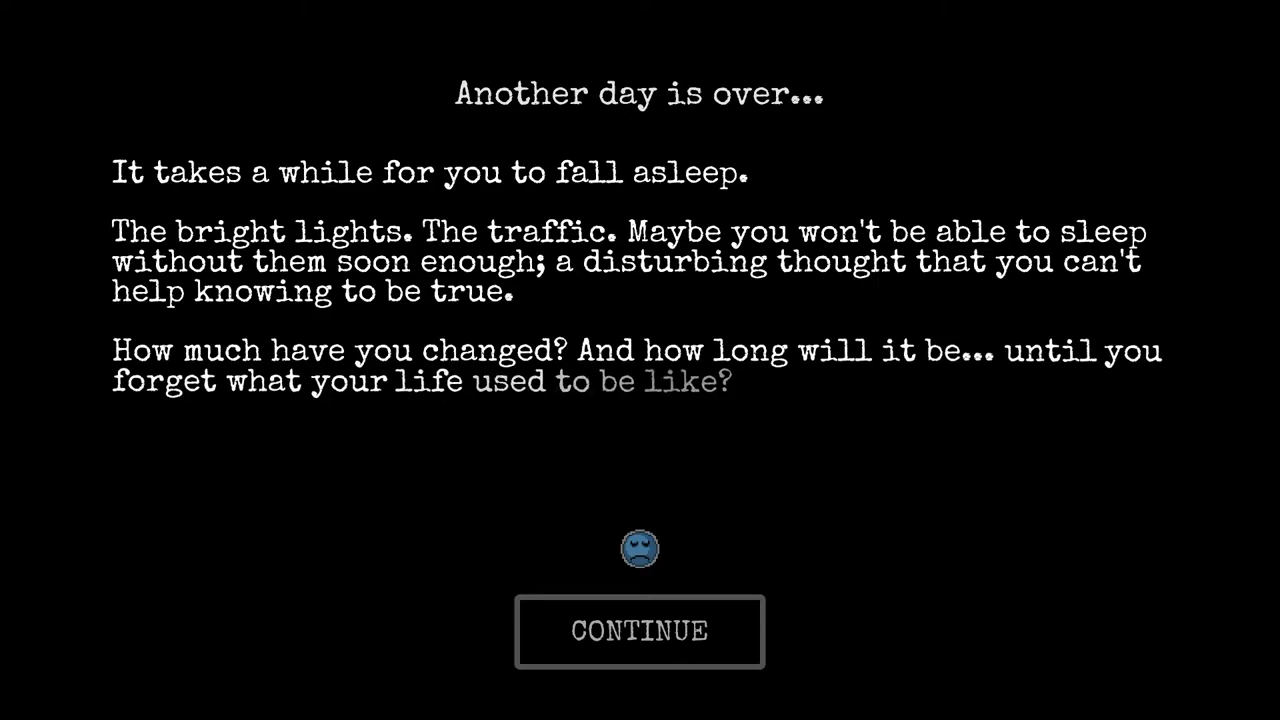 Another day is over...
It takes a while for you to fall asleep.
The bright lights. The traffic. Maybe you won't be able to sleep
without them soon enough; a disturbing thought that you can't
help knowing to be true.
How much have you changed? And how long will it be... until you
forget what your life used to be like?
CONTINUE